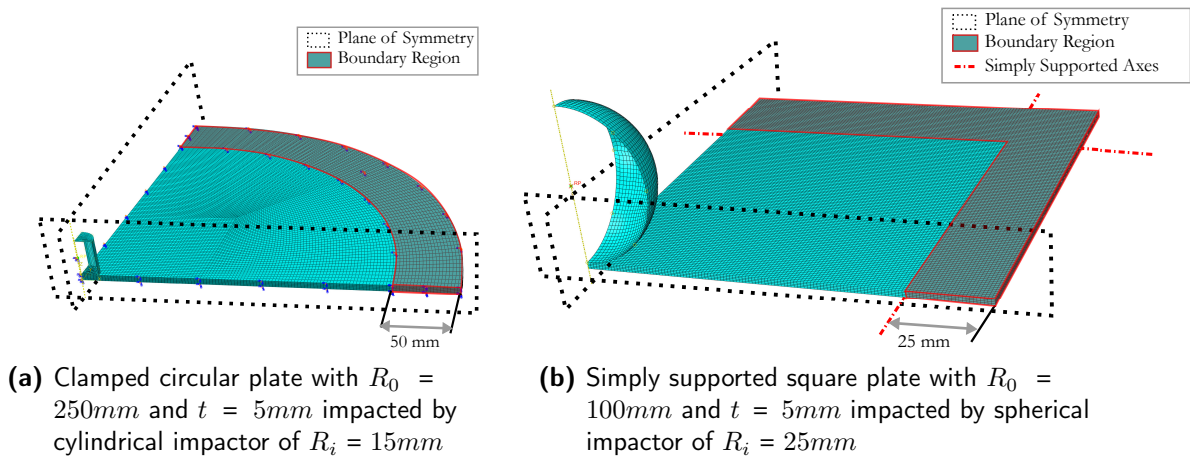 Plane of Symmetry
Boundary Region
50 mm
Plane of Symmetry
Boundary Region
Simply Supported Axes
RP
25 mm
(a) Clamped circular plate with R₀ =
250mm and t = 5mm impacted by
cylindrical impactor of Rᵢ = 15mm
(b) Simply supported square plate with R₀ =
100mm and t = 5mm impacted by spherical
impactor of Rᵢ = 25mm